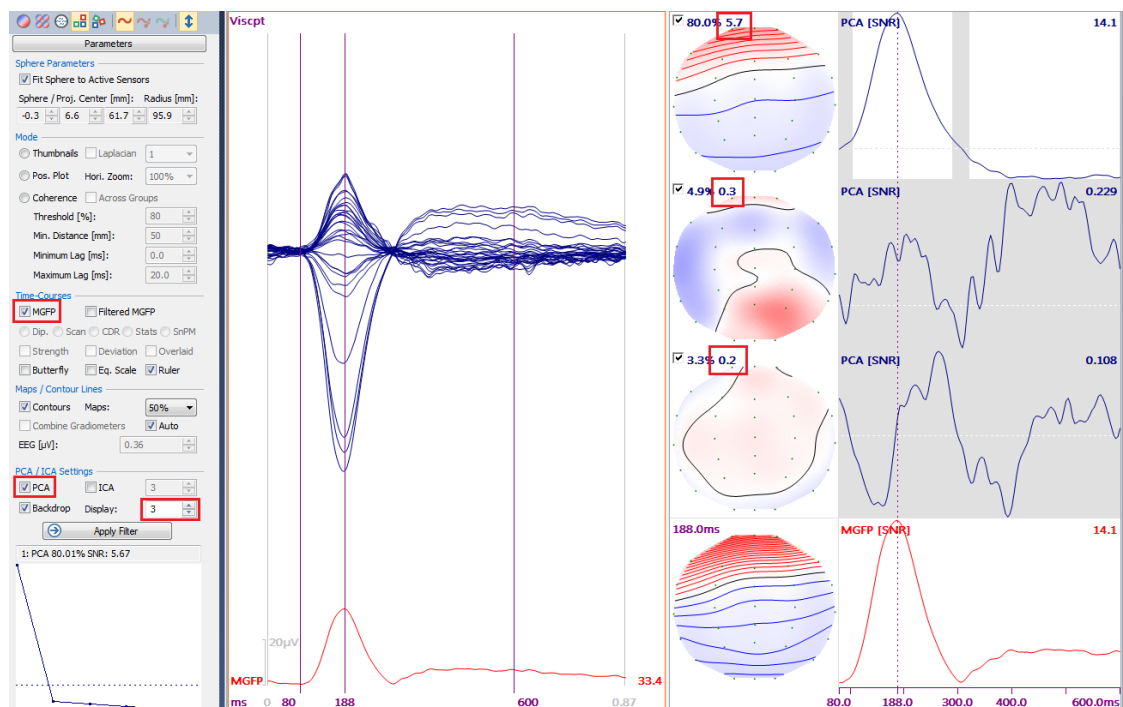 Parameters
Sphere Parameters
Fit Sphere to Active Sensors
Sphere / Proj. Center [mm]: Radius [mm]:
-0.3 6.6 61.7 95.9
Mode
Thumbnails Laplacian 1
Pos. Plot Hori. Zoom: 100%
Coherence Across Groups
Threshold [%]: 80
Min. Distance [mm]: 50
Minimum Lag [ms]: 0.0
Maximum Lag [ms]: 20.0
Time-Courses
MGFP Filtered MGFP
Dip. Scan CDR Stats SnPM
Strength Deviation Overlaid
Butterfly Eq. Scale Ruler
Maps / Contour Lines
Contours Maps: 50%
Combine Gradiometers Auto
EEG [µV]: 0.36
PCA / ICA Settings
PCA ICA 3
Backdrop Display: 3
Apply Filter
1: PCA 80.01% SNR: 5.67
Viscpt
20µV
MGFP 33.4
ms 0 80 188 600 0.87
80.0% 5.7 PCA [SNR] 14.1
4.9% 0.3 PCA [SNR] 0.229
3.3% 0.2 PCA [SNR] 0.108
188.0ms MGFP [SNR] 14.1
80.0 188.0 300.0 400.0 600.0ms